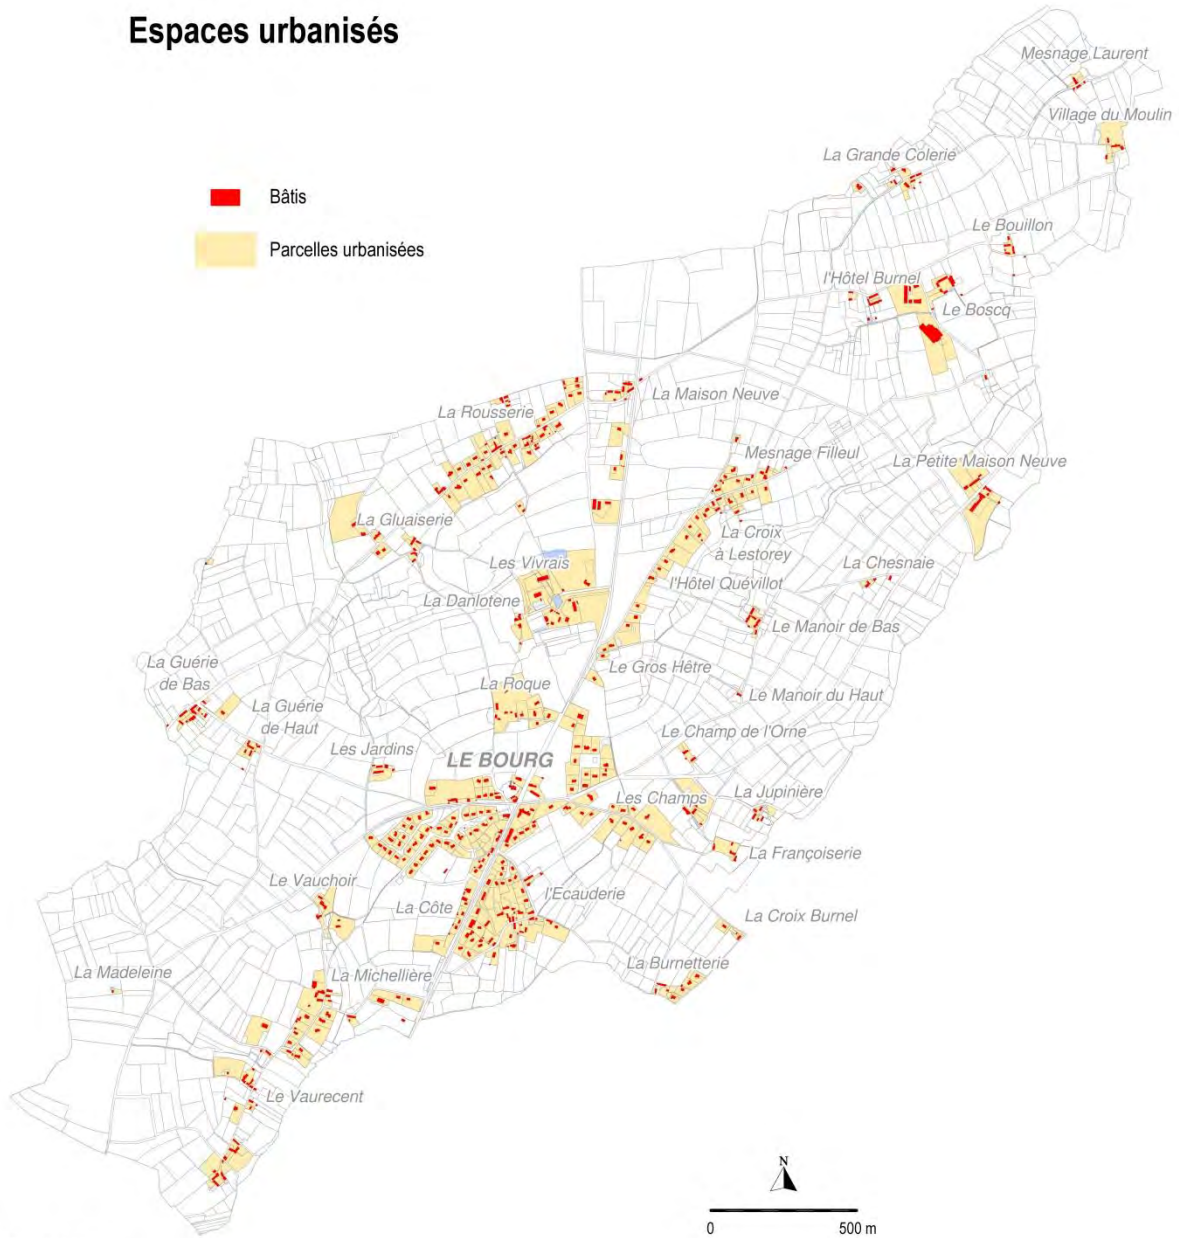 Espaces urbanisés
Mesnage Laurent
Village du Moulin
La Grande Colerie
Bâtis
Le Bouillon
Parcelles urbanisées
l'Hôtel Burnel
Le Boscq
La Maison Neuve
La Rousserie
Mesnage Filleul
La Petite Maison Neuve
La Gluaiserie
La Croix
à Lestorey
Les Vivrais
La Chesnaie
l'Hôtel Quévillot
La Danlotene
Le Manoir de Bas
La Guérie
de Bas
Le Gros Hêtre
La Roque
Le Manoir du Haut
La Guérie
de Haut
Le Champ de l'Orne
Les Jardins
LE BOURG
La Jupinière
Les Champs
La Françoiserie
Le Vauchoir
l'Ecauderie
La Côte
La Croix Burnel
La Burnetterie
La Madeleine
La Michellière
Le Vaurecent
N
0 500 m